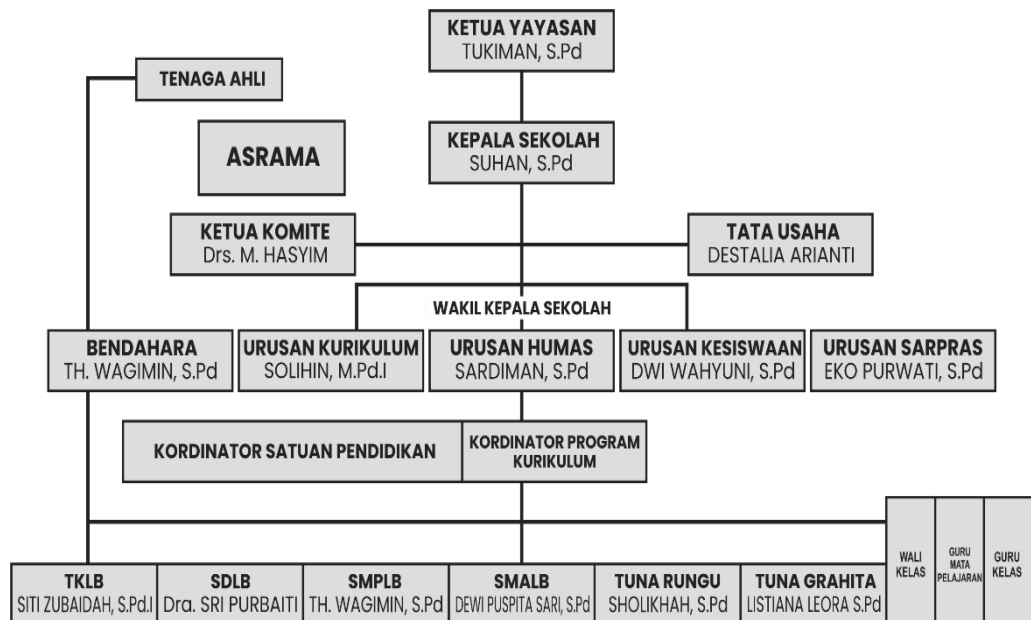 KETUA YAYASAN
TUKIMAN, S.Pd
TENAGA AHLI
ASRAMA
KEPALA SEKOLAH
SUHAN, S.Pd
KETUA KOMITE
Drs. M. HASYIM
TATA USAHA
DESTALIA ARIANTI
WAKIL KEPALA SEKOLAH
BENDAHARA
TH. WAGIMIN, S.Pd
URUSAN KURIKULUM
SOLIHIN, M.Pd.I
URUSAN HUMAS
SARDIMAN, S.Pd
URUSAN KESISWAAN
DWI WAHYUNI, S.Pd
URUSAN SARPRAS
EKO PURWATI, S.Pd
KORDINATOR SATUAN PENDIDIKAN
KORDINATOR PROGRAM
KURIKULUM
WALI
KELAS
GURU
MATA
PELAJARAN
GURU
KELAS
TKLB
SITI ZUBAIDAH, S.Pd.I
SDLB
Dra. SRI PURBAITI
SMPLB
TH. WAGIMIN, S.Pd
SMALB
DEWI PUSPITA SARI, S.Pd
TUNA RUNGU
SHOLIKHAH, S.Pd
TUNA GRAHITA
LISTIANA LEORA S.Pd